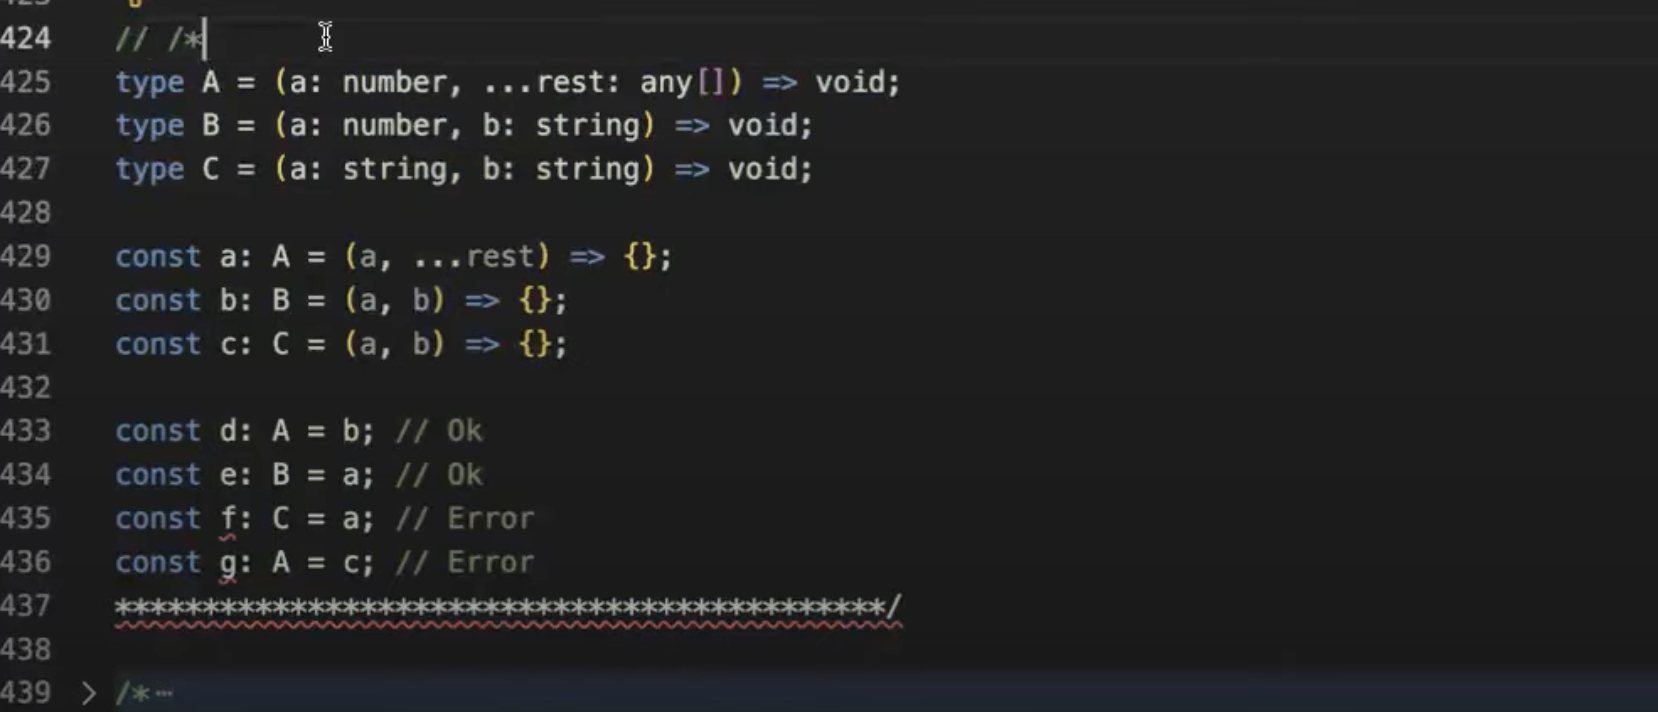 424 // /*
425 type A = (a: number, ...rest: any[]) => void;
426 type B = (a: number, b: string) => void;
427 type C = (a: string, b: string) => void;
428
429 const a: A = (a, ...rest) => {};
430 const b: B = (a, b) => {};
431 const c: C = (a, b) => {};
432
433 const d: A = b; // Ok
434 const e: B = a; // Ok
435 const f: C = a; // Error
436 const g: A = c; // Error
437 ********************************************/
438
439 > /*⋯